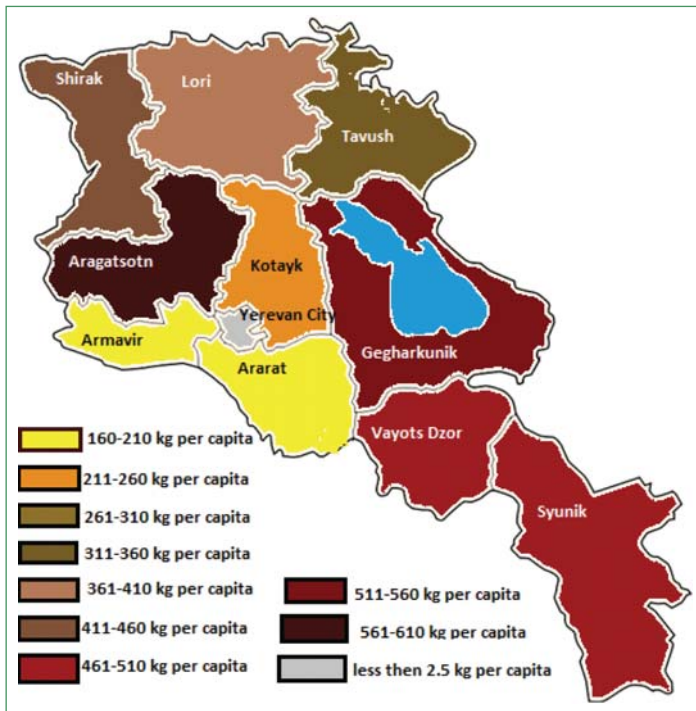 Shirak
Lori
Tavush
Aragatsotn
Kotayk
Yerevan City
Armavir
Ararat
Gegharkunik
Vayots Dzor
Syunik
160-210 kg per capita
211-260 kg per capita
261-310 kg per capita
311-360 kg per capita
361-410 kg per capita
411-460 kg per capita
461-510 kg per capita
511-560 kg per capita
561-610 kg per capita
less then 2.5 kg per capita